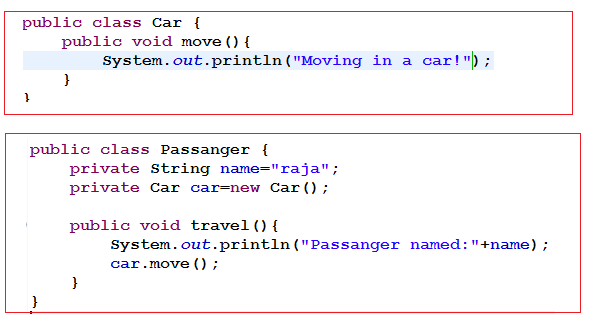 public class Car {
public void move(){
System.out.println("Moving in a car!");
}
}
public class Passanger {
private String name="raja";
private Car car=new Car();
public void travel(){
System.out.println("Passanger named:"+name);
car.move();
}
}